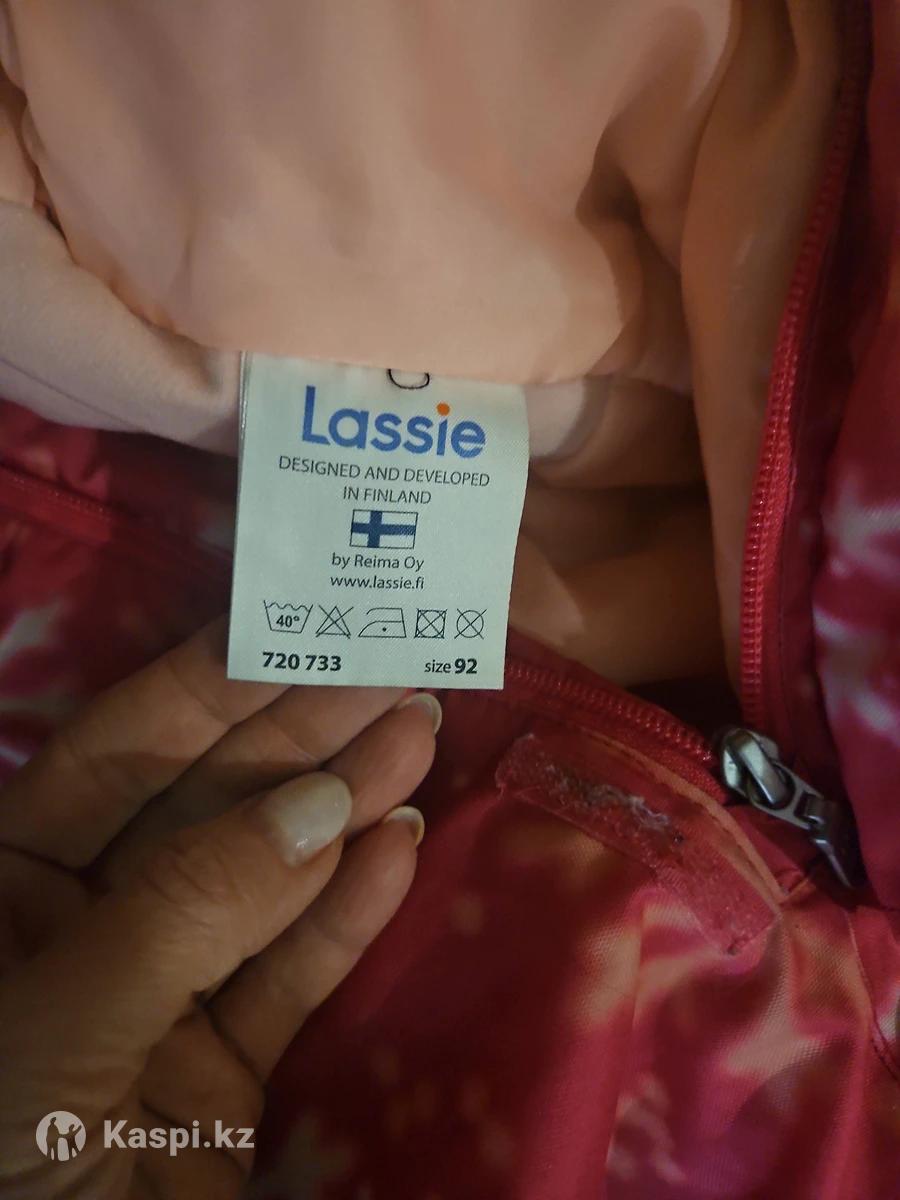 Lassie
DESIGNED AND DEVELOPED
IN FINLAND
by Reima Oy
www.lassie.fi
40°
720 733 size 92
Kaspi.kz